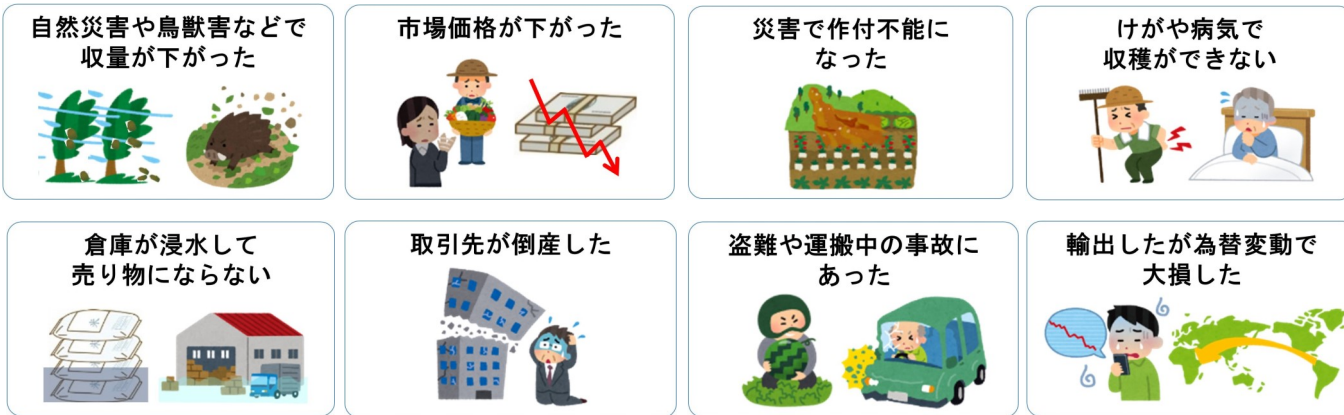 自然災害や鳥獣害などで
収量が下がった
市場価格が下がった
災害で作付不能に
なった
けがや病気で
収穫ができない
倉庫が浸水して
売り物にならない
取引先が倒産した
盗難や運搬中の事故に
あった
輸出したが為替変動で
大損した